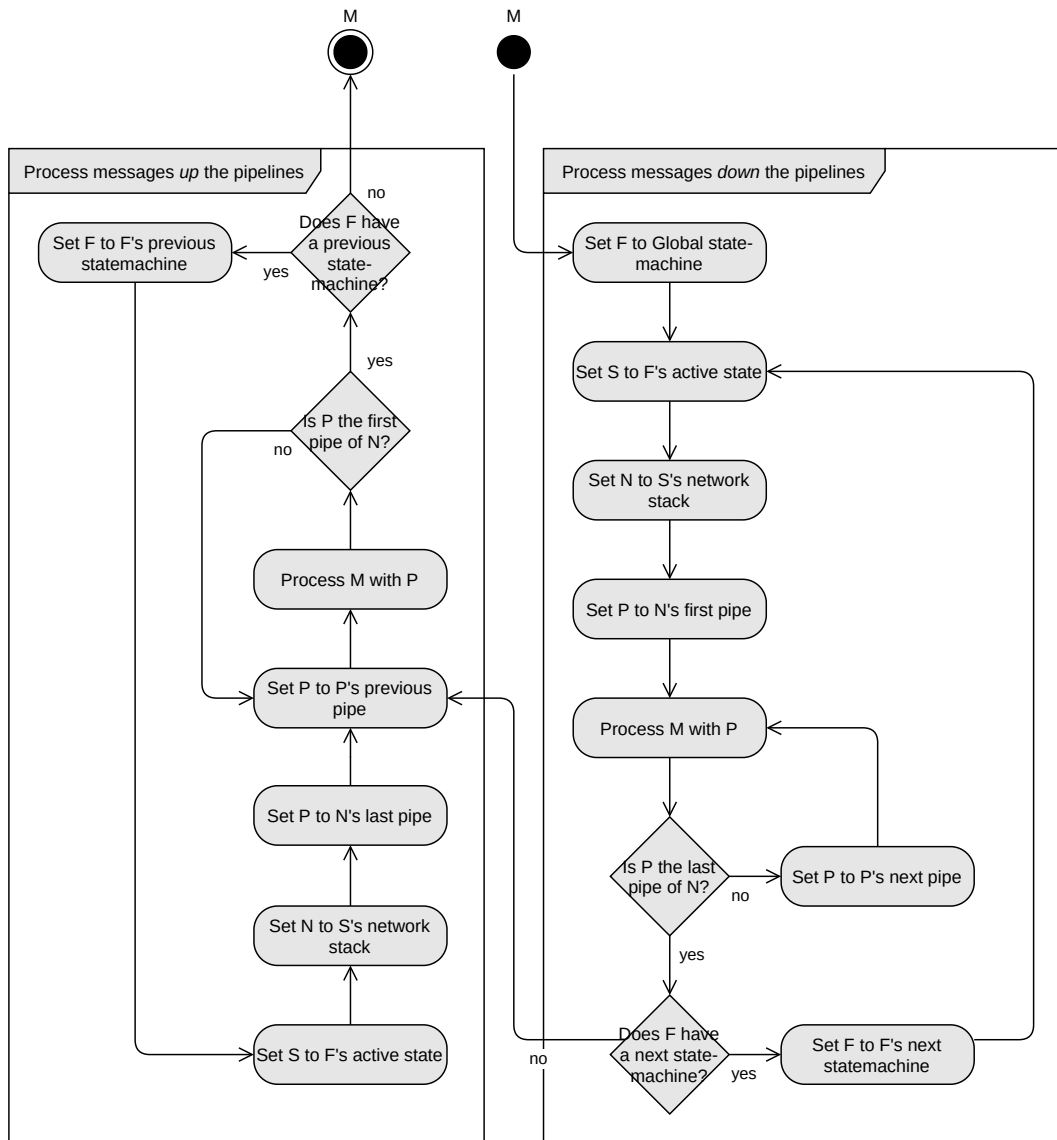 M
M
Process messages up the pipelines
Process messages down the pipelines
no
Does F have
a previous
state-
machine?
Set F to F's previous
statemachine
yes
Set F to Global state-
machine
yes
Set S to F's active state
Is P the first
pipe of N?
no
Set N to S's network
stack
Process M with P
Set P to N's first pipe
Set P to P's previous
pipe
Process M with P
Set P to N's last pipe
Is P the last
pipe of N?
no
Set P to P's next pipe
Set N to S's network
stack
yes
Set S to F's active state
no
Does F have
a next state-
machine?
yes
Set F to F's next
statemachine